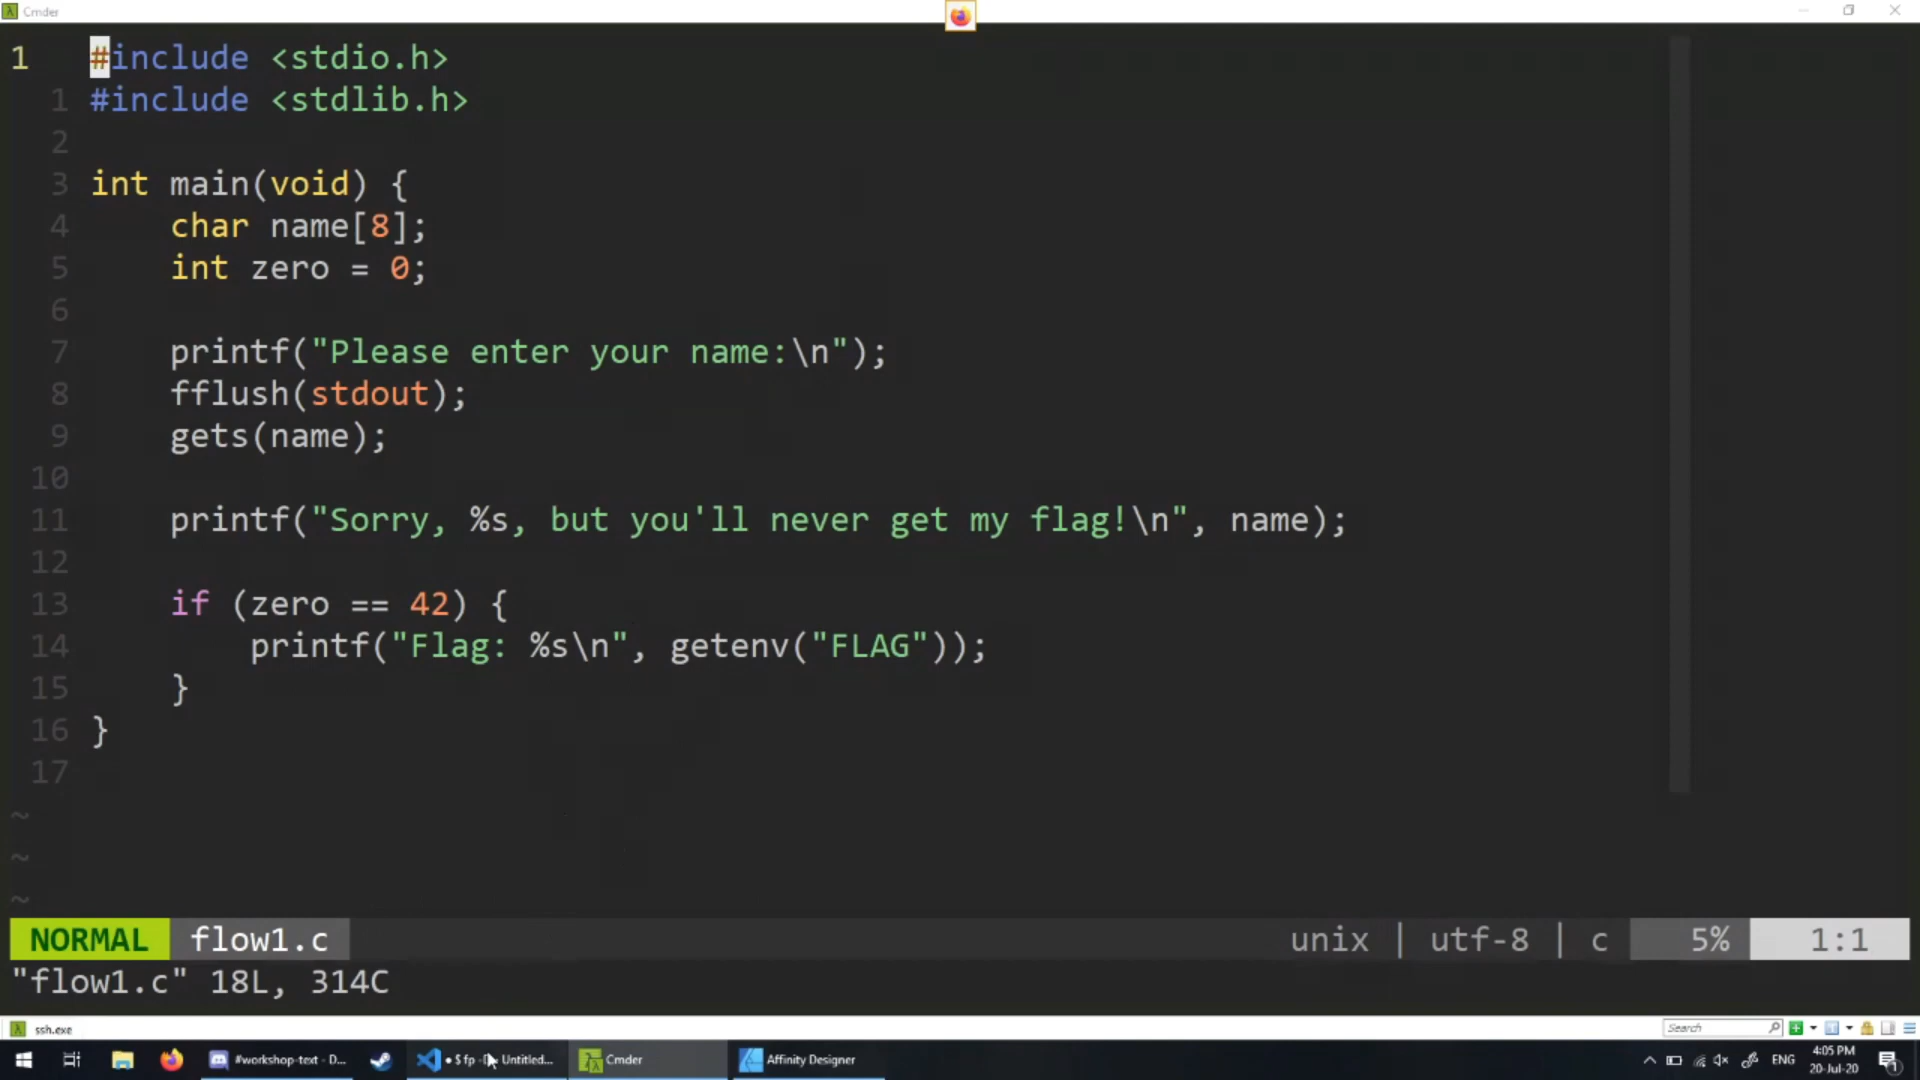 Cmder
1 #include <stdio.h>
1 #include <stdlib.h>
2
3 int main(void) {
4 char name[8];
5 int zero = 0;
6
7 printf("Please enter your name:\n");
8 fflush(stdout);
9 gets(name);
10
11 printf("Sorry, %s, but you'll never get my flag!\n", name);
12
13 if (zero == 42) {
14 printf("Flag: %s\n", getenv("FLAG"));
15 }
16 }
17
~
~
~
NORMAL flow1.c unix | utf-8 | c 5% 1:1
"flow1.c" 18L, 314C
ssh.exe Search
#workshop-text - D... • $ fp Untitled... Cmder Affinity Designer ENG 4:05 PM
20-Jul-20